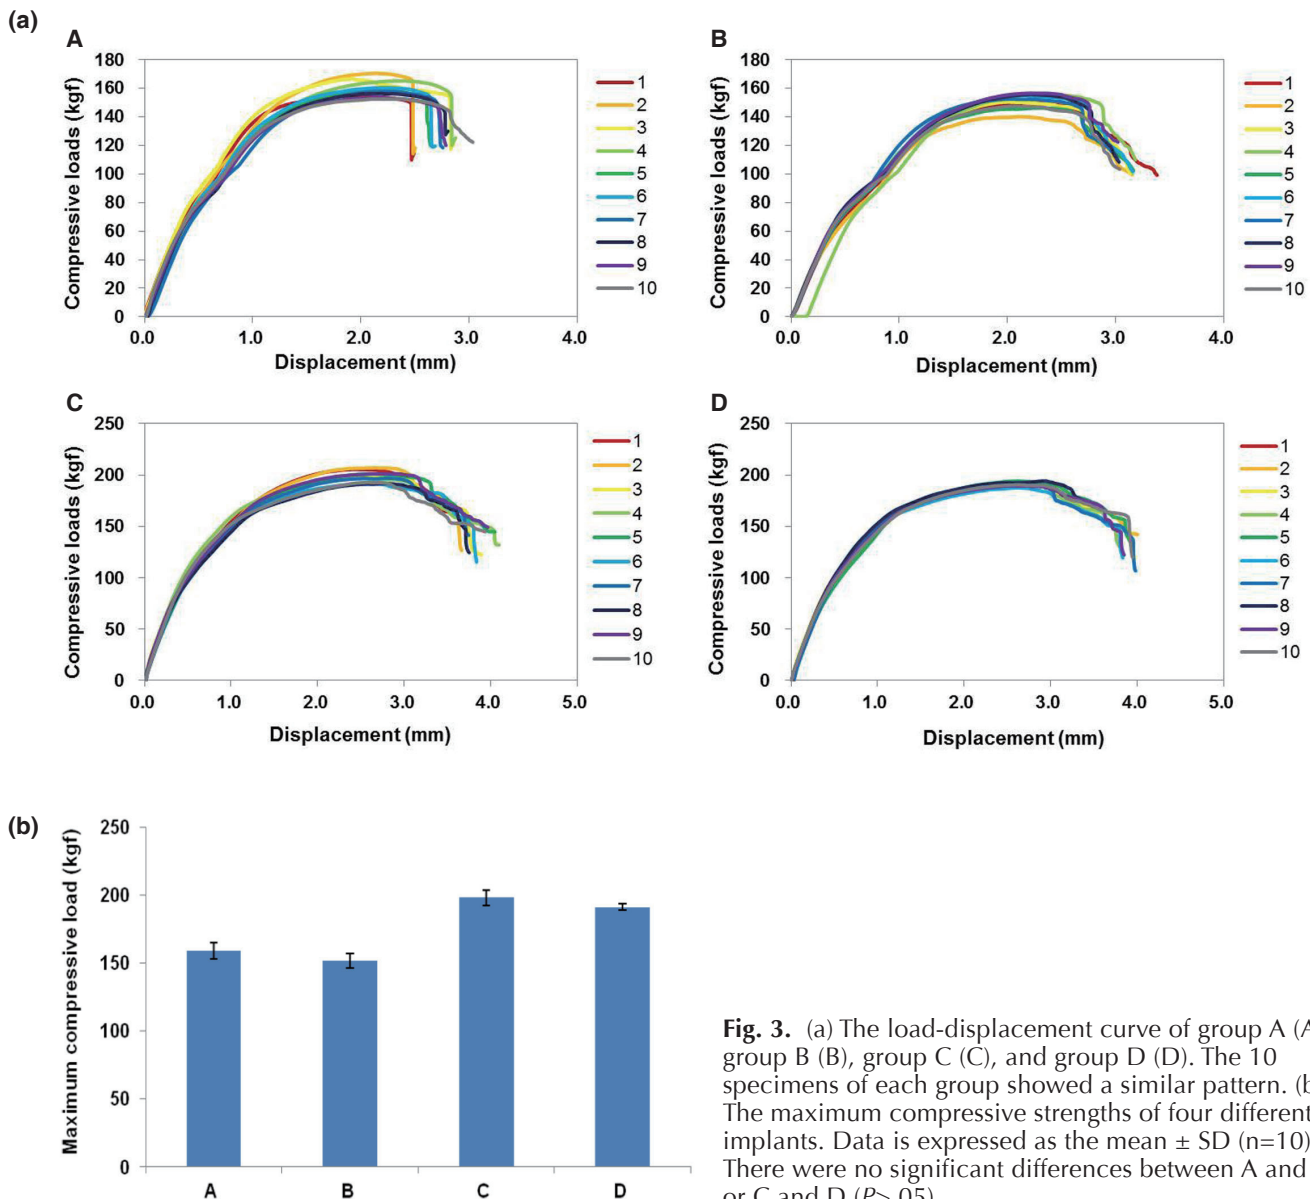 (a)
A
180
160
140
120
100
80
60
40
20
0
Compressive loads (kgf)
0.0 1.0 2.0 3.0 4.0
Displacement (mm)
1
2
3
4
5
6
7
8
9
10
B
180
160
140
120
100
80
60
40
20
0
Compressive loads (kgf)
0.0 1.0 2.0 3.0 4.0
Displacement (mm)
1
2
3
4
5
6
7
8
9
10
C
250
200
150
100
50
0
Compressive loads (kgf)
0.0 1.0 2.0 3.0 4.0 5.0
Displacement (mm)
1
2
3
4
5
6
7
8
9
10
D
250
200
150
100
50
0
Compressive loads (kgf)
0.0 1.0 2.0 3.0 4.0 5.0
Displacement (mm)
1
2
3
4
5
6
7
8
9
10
(b)
250
200
150
100
50
0
Maximum compressive load (kgf)
A B C D
Fig. 3. (a) The load-displacement curve of group A (A
group B (B), group C (C), and group D (D). The 10
specimens of each group showed a similar pattern. (b
The maximum compressive strengths of four different
implants. Data is expressed as the mean ± SD (n=10)
There were no significant differences between A and
or C and D (P>.05)